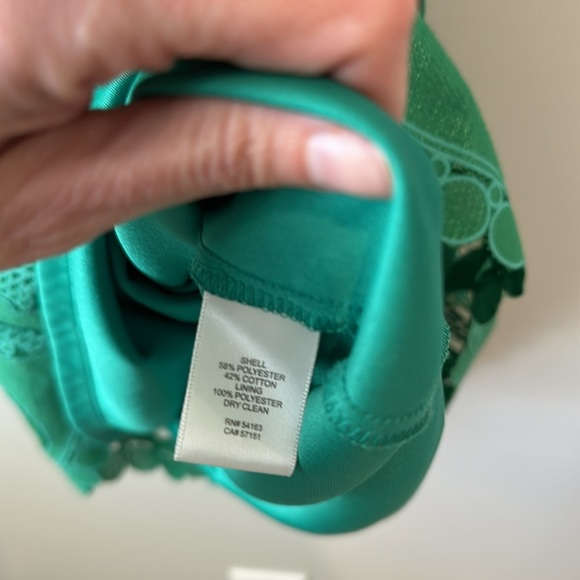 SHELL
58% POLYESTER
42% COTTON
LINING
100% POLYESTER
DRY CLEAN
RN# 54163
CA# 57151